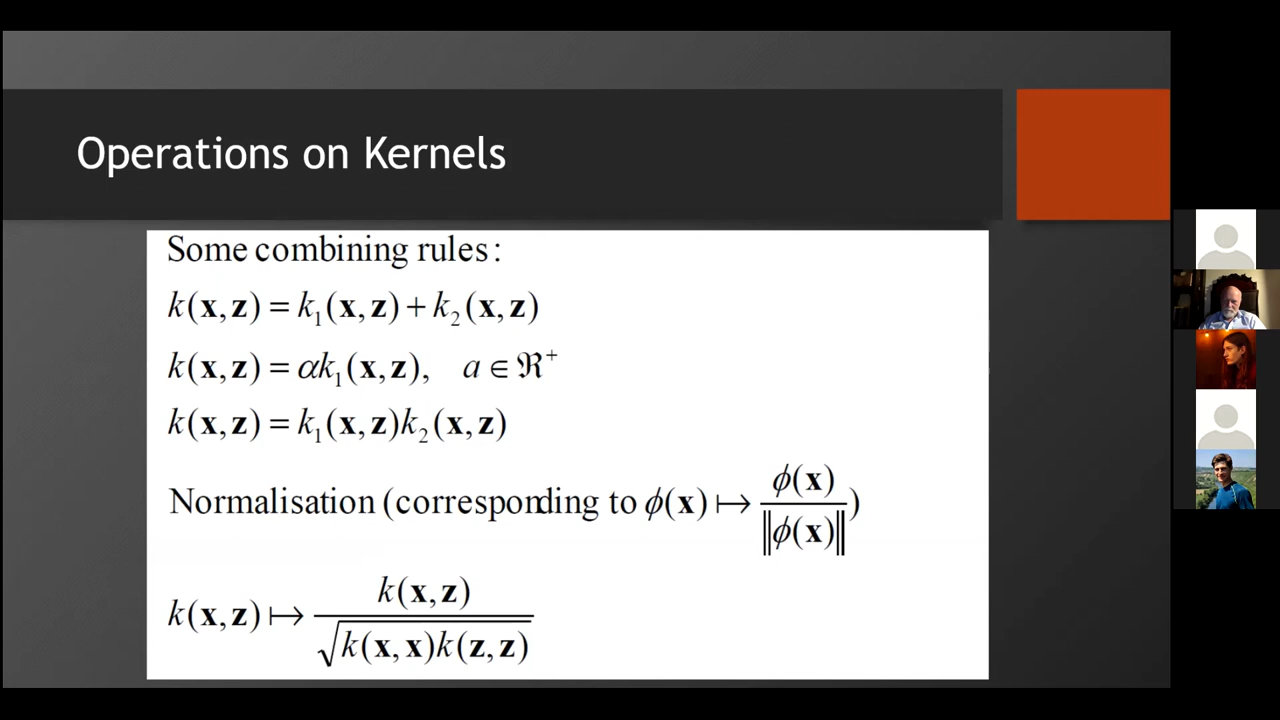 Operations on Kernels
Some combining rules:
k(x,z) = k₁(x,z) + k₂(x,z)
k(x,z) = αk₁(x,z), a ∈ ℜ⁺
k(x,z) = k₁(x,z)k₂(x,z)
Normalisation (corresponding to ϕ(x) ↦ ϕ(x) / ‖ϕ(x)‖)
k(x,z) ↦ k(x,z) / √k(x,x)k(z,z)